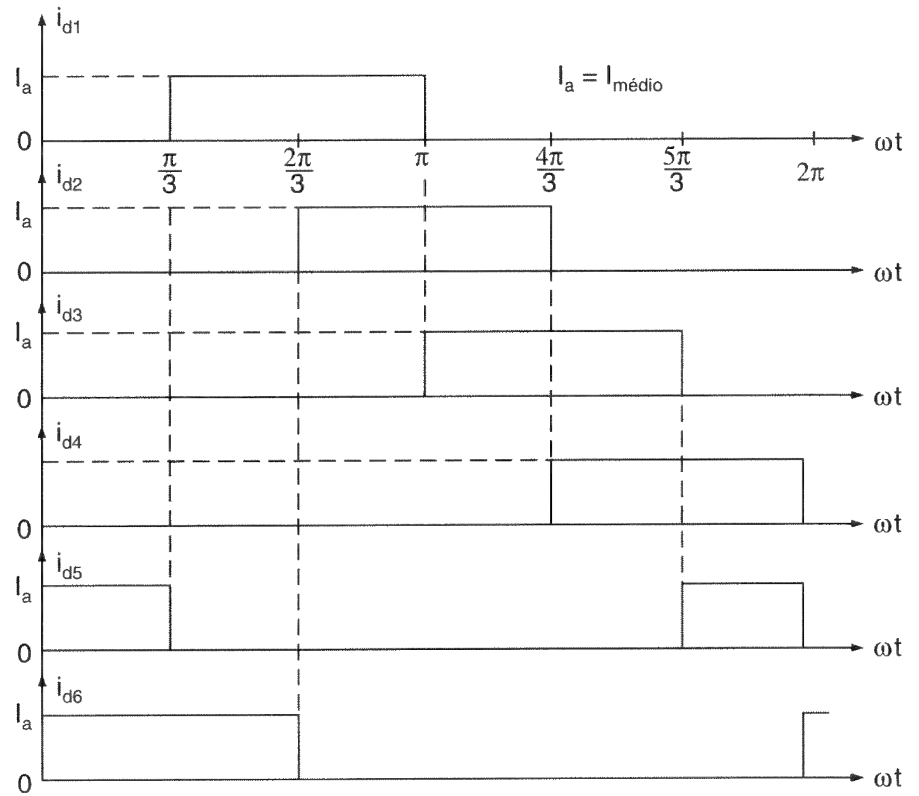 i_d1
I_a
I_a = I_médio
0
ωt
π/3
2π/3
π
4π/3
5π/3
2π
i_d2
I_a
0
ωt
i_d3
I_a
0
ωt
i_d4
0
ωt
i_d5
I_a
0
ωt
i_d6
I_a
0
ωt